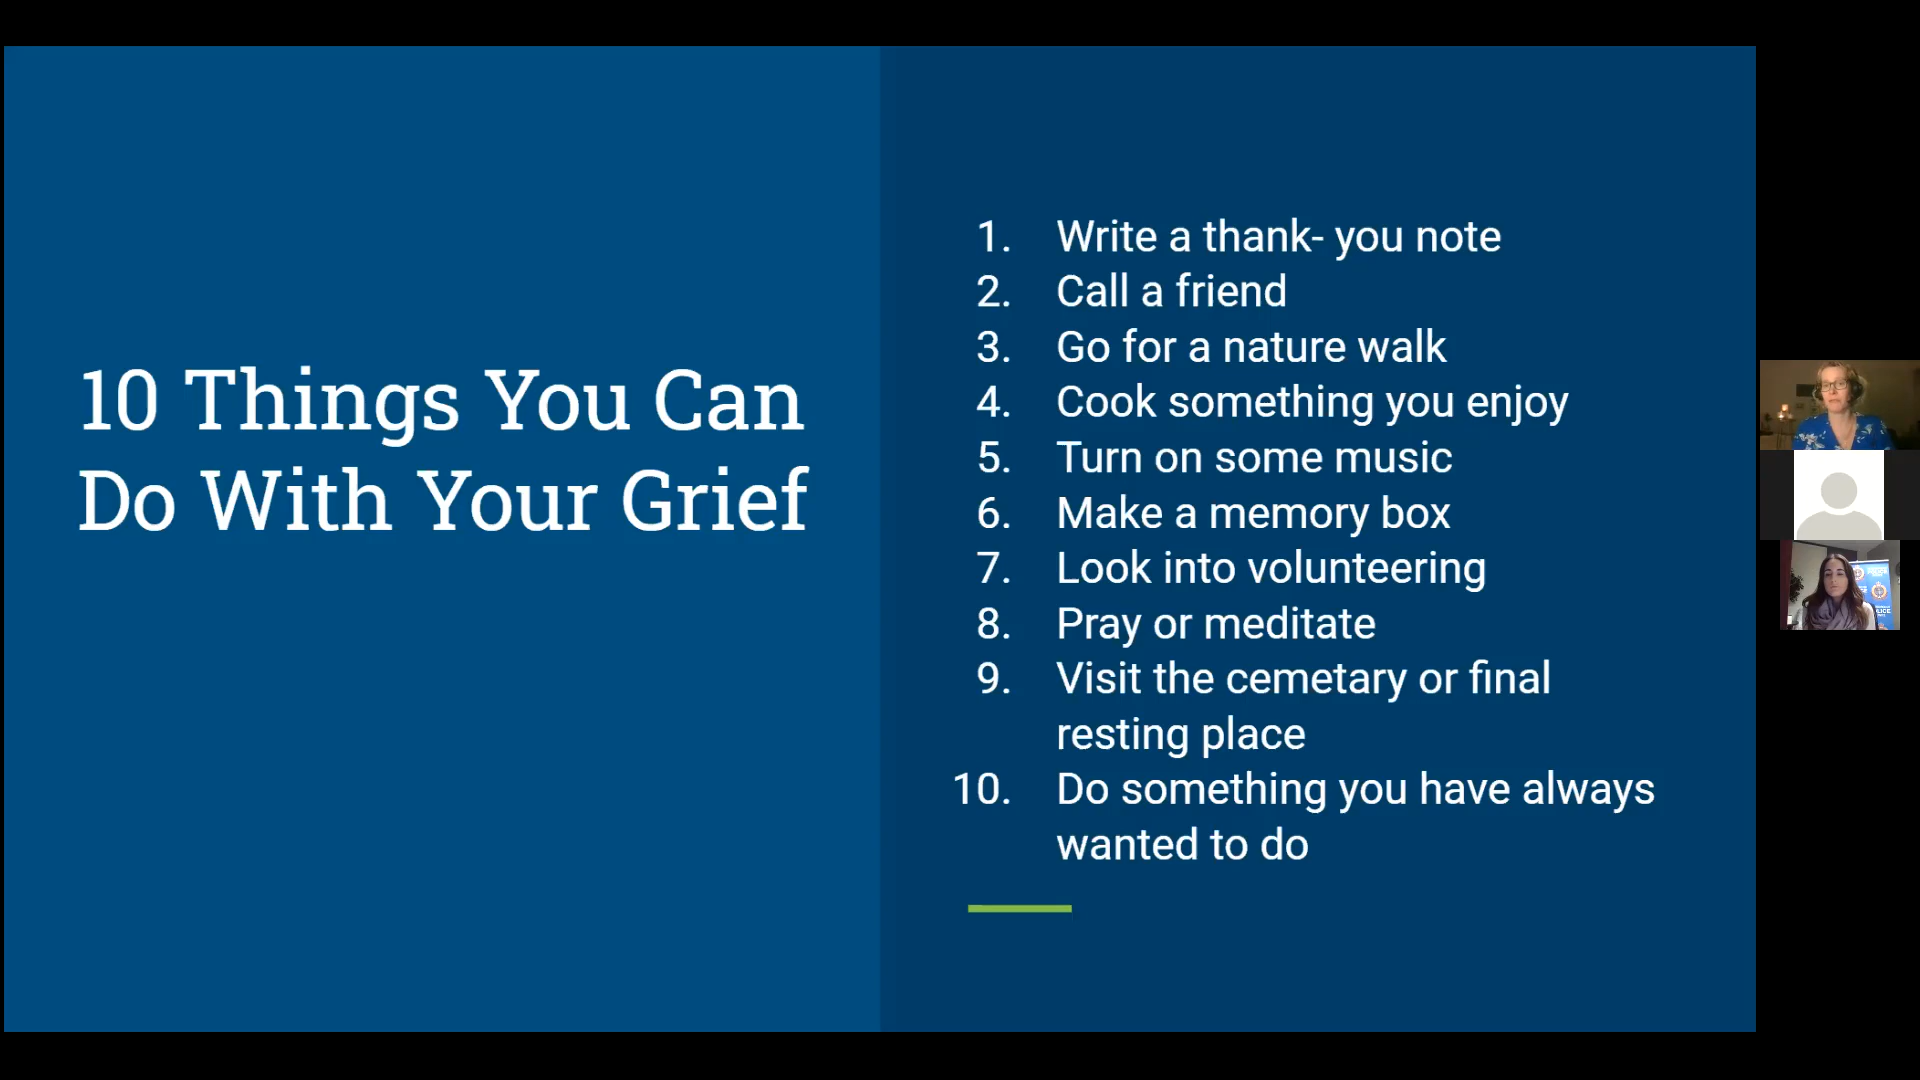 10 Things You Can
Do With Your Grief
1. Write a thank- you note
2. Call a friend
3. Go for a nature walk
4. Cook something you enjoy
5. Turn on some music
6. Make a memory box
7. Look into volunteering
8. Pray or meditate
9. Visit the cemetary or final
resting place
10. Do something you have always
wanted to do